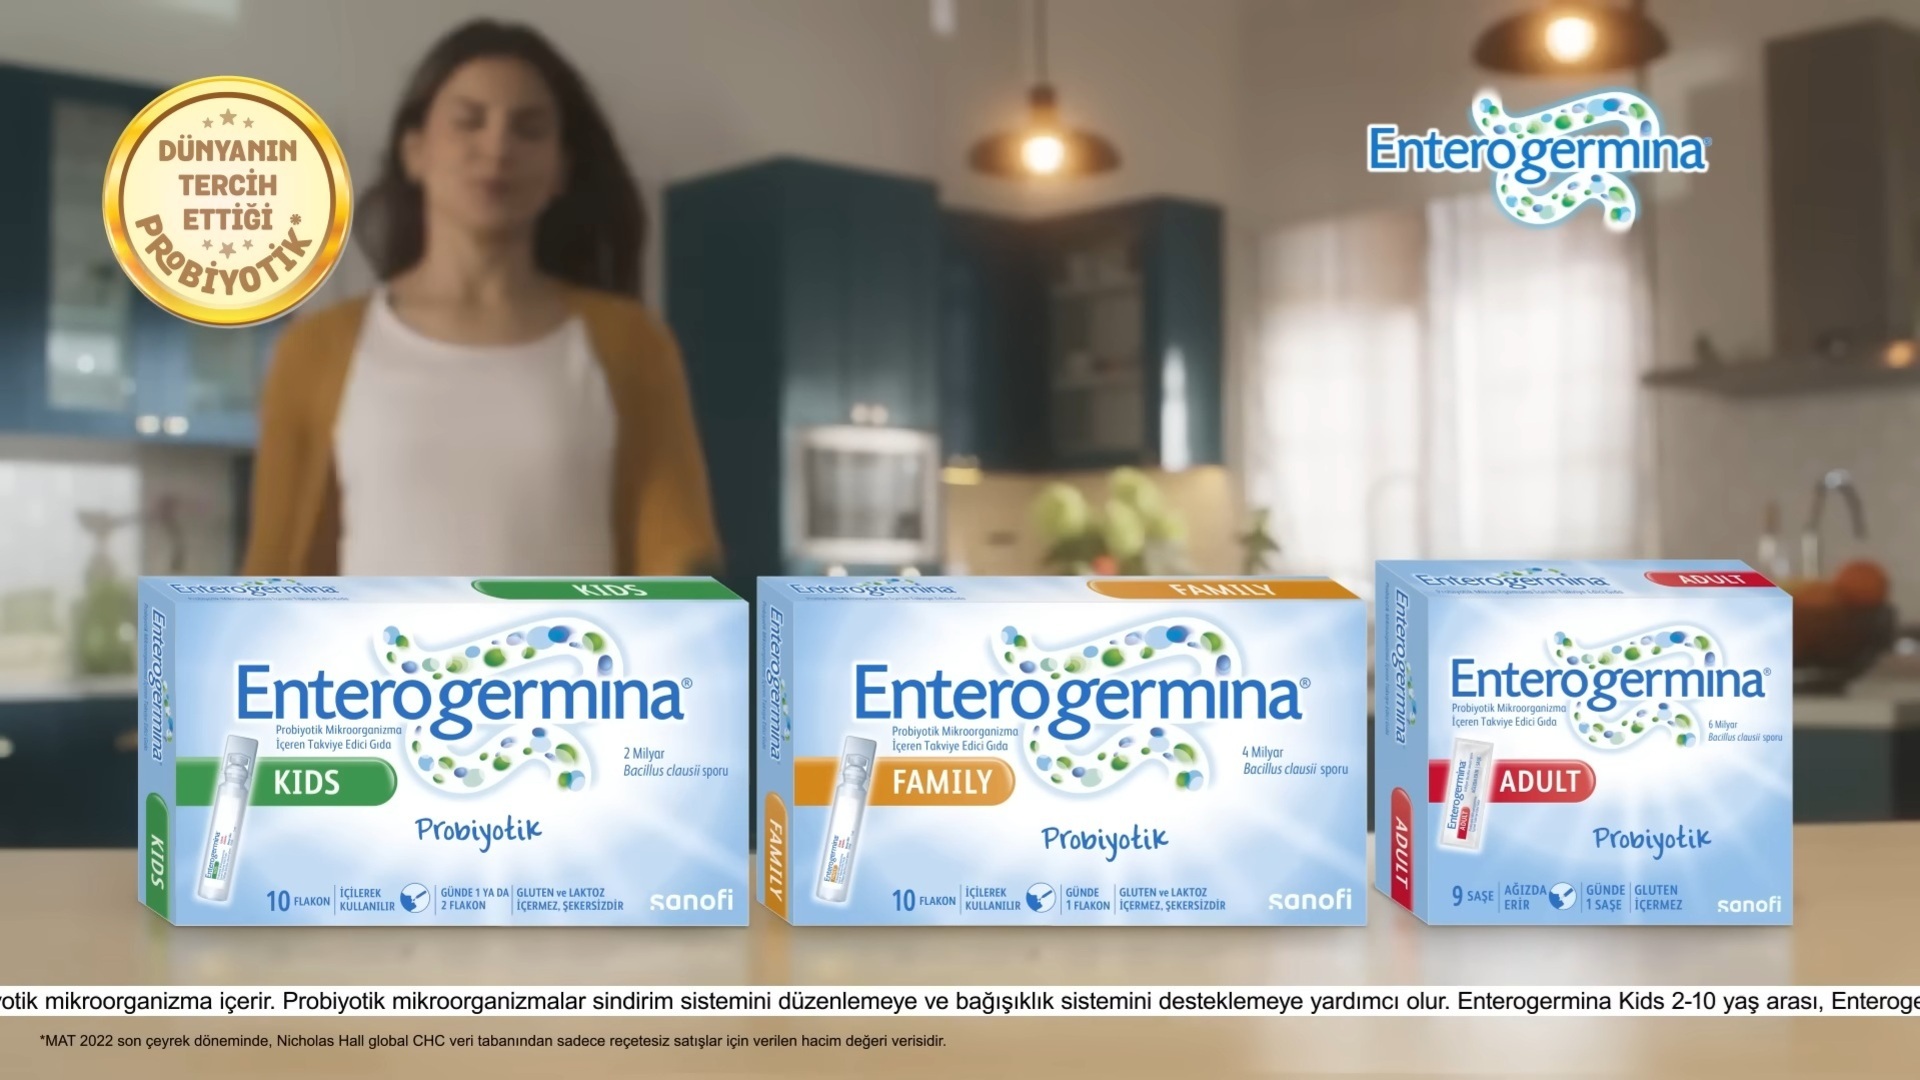 DÜNYANIN
TERCİH
ETTİĞİ
PROBİYOTİK*
Enterogermina
Enterogermina
KIDS
Enterogermina
KIDS
Enterogermina®
Probiyotik Mikroorganizma
İçeren Takviye Edici Gıda
KIDS
2 Milyar
Bacillus clausii sporu
Probiyotik
10 FLAKON
İÇİLEREK
KULLANILIR
GÜNDE 1 YA DA
2 FLAKON
GLUTEN ve LAKTOZ
İÇERMEZ, ŞEKERSİZDİR
sanofi
Enterogermina
FAMILY
Enterogermina
FAMILY
Enterogermina®
Probiyotik Mikroorganizma
İçeren Takviye Edici Gıda
FAMILY
4 Milyar
Bacillus clausii sporu
Probiyotik
10 FLAKON
İÇİLEREK
KULLANILIR
GÜNDE
1 FLAKON
GLUTEN ve LAKTOZ
İÇERMEZ, ŞEKERSİZDİR
sanofi
Enterogermina
ADULT
Enterogermina
ADULT
Enterogermina®
Probiyotik Mikroorganizma
İçeren Takviye Edici Gıda
ADULT
6 Milyar
Bacillus clausii sporu
Enterogermina
ADULT
Probiyotik
9 SAŞE
AĞIZDA
ERİR
GÜNDE
1 SAŞE
GLUTEN
İÇERMEZ
sanofi
yotik mikroorganizma içerir. Probiyotik mikroorganizmalar sindirim sistemini düzenlemeye ve bağışıklık sistemini desteklemeye yardımcı olur. Enterogermina Kids 2-10 yaş arası, Enteroge
*MAT 2022 son çeyrek döneminde, Nicholas Hall global CHC veri tabanından sadece reçetesiz satışlar için verilen hacim değeri verisidir.